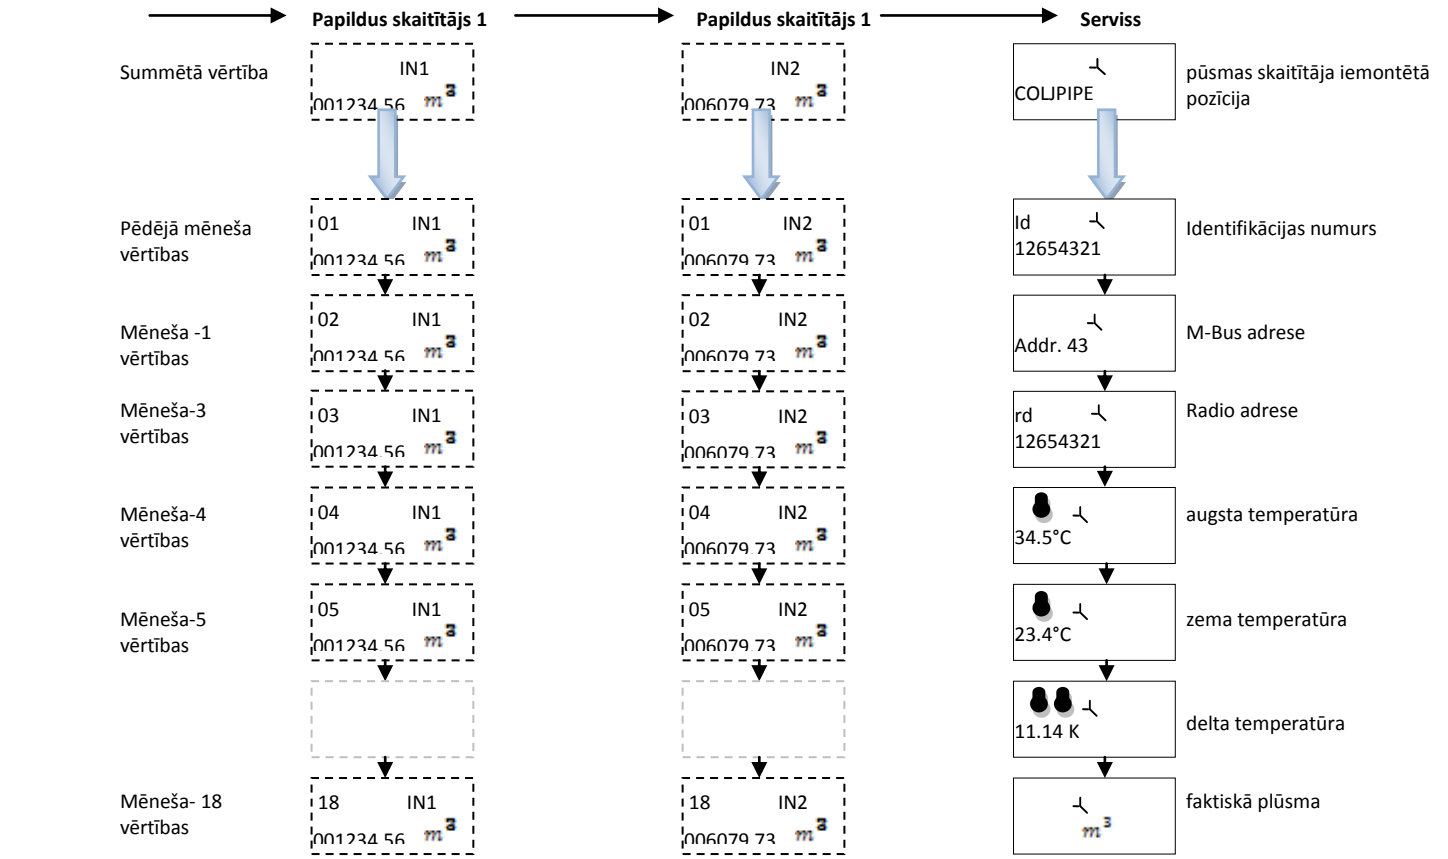 Papildus skaitītājs 1 Papildus skaitītājs 1 Serviss
Summētā vērtība
IN1
001234.56 m³
IN2
006079.73 m³
COLJPIPE
pūsmas skaitītāja iemontētā
pozīcija
Pēdējā mēneša
vērtības
01 IN1
001234.56 m³
01 IN2
006079.73 m³
Id
12654321
Identifikācijas numurs
Mēneša -1
vērtības
02 IN1
001234.56 m³
02 IN2
006079.73 m³
Addr. 43
M-Bus adrese
Mēneša-3
vērtības
03 IN1
001234.56 m³
03 IN2
006079.73 m³
rd
12654321
Radio adrese
Mēneša-4
vērtības
04 IN1
001234.56 m³
04 IN2
006079.73 m³
34.5°C
augsta temperatūra
Mēneša-5
vērtības
05 IN1
001234.56 m³
05 IN2
006079.73 m³
23.4°C
zema temperatūra
11.14 K
delta temperatūra
Mēneša- 18
vērtības
18 IN1
001234.56 m³
18 IN2
006079.73 m³
m³
faktiskā plūsma